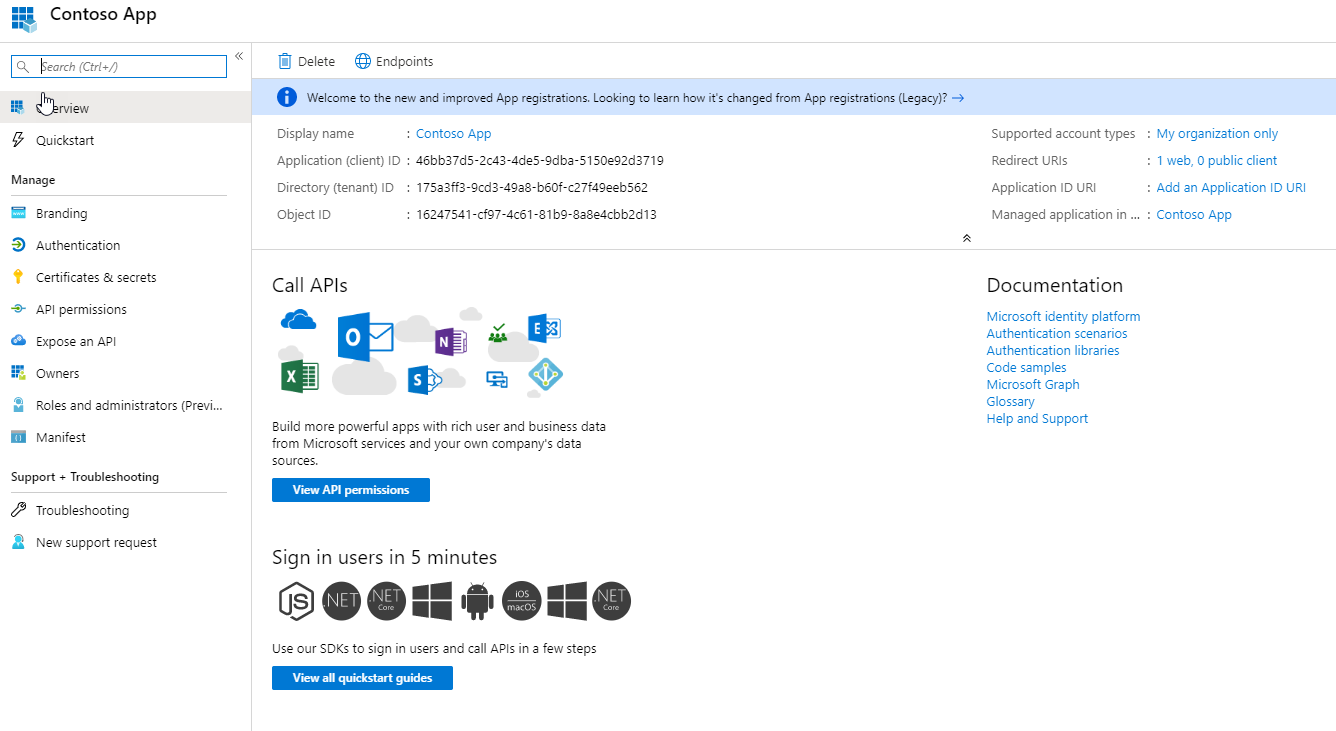 Contoso App
Search (Ctrl+/)
«
Overview
Quickstart
Manage
Branding
Authentication
Certificates & secrets
API permissions
Expose an API
Owners
Roles and administrators (Previ...
Manifest
Support + Troubleshooting
Troubleshooting
New support request
Delete Endpoints
Welcome to the new and improved App registrations. Looking to learn how it's changed from App registrations (Legacy)? →
Display name : Contoso App
Application (client) ID : 46bb37d5-2c43-4de5-9dba-5150e92d3719
Directory (tenant) ID : 175a3ff3-9cd3-49a8-b60f-c27f49eeb562
Object ID : 16247541-cf97-4c61-81b9-8a8e4cbb2d13
Supported account types : My organization only
Redirect URIs : 1 web, 0 public client
Application ID URI : Add an Application ID URI
Managed application in ... : Contoso App
Call APIs
Build more powerful apps with rich user and business data
from Microsoft services and your own company's data
sources.
View API permissions
Sign in users in 5 minutes
JS .NET .NET Core iOS macOS .NET Core
Use our SDKs to sign in users and call APIs in a few steps
View all quickstart guides
Documentation
Microsoft identity platform
Authentication scenarios
Authentication libraries
Code samples
Microsoft Graph
Glossary
Help and Support